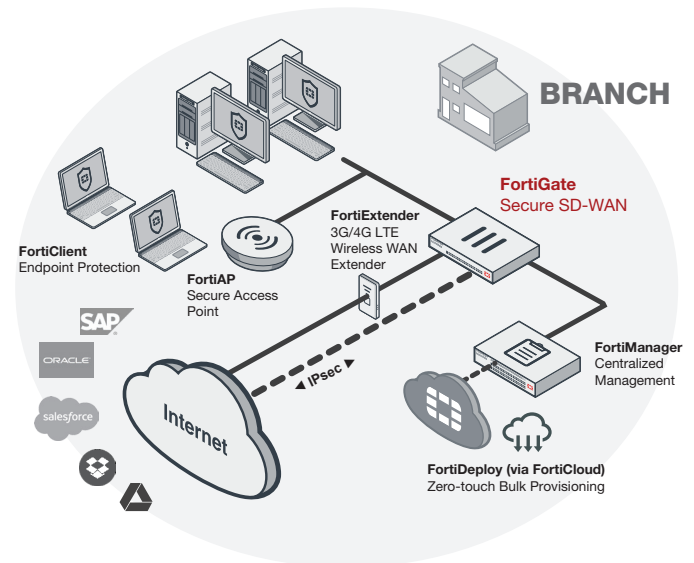 BRANCH
FortiGate
Secure SD-WAN
FortiExtender
3G/4G LTE
Wireless WAN
Extender
FortiClient
Endpoint Protection
FortiAP
Secure Access
Point
SAP
ORACLE
salesforce
Internet
IPsec
FortiManager
Centralized
Management
FortiDeploy (via FortiCloud)
Zero-touch Bulk Provisioning